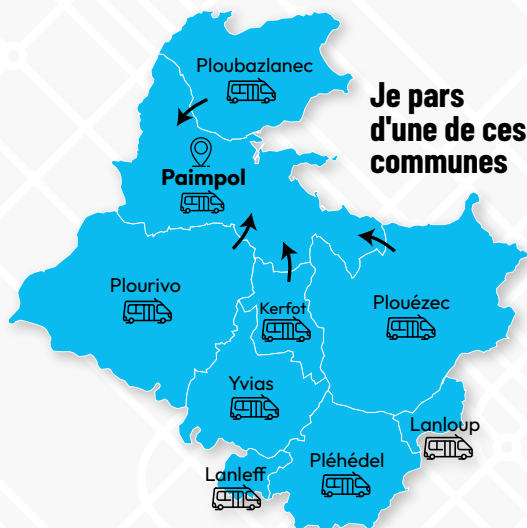 Ploubazlanec
Je pars
d'une de ces
communes
Paimpol
Plourivo
Kerfot
Plouézec
Yvias
Lanloup
Lanleff
Pléhédel